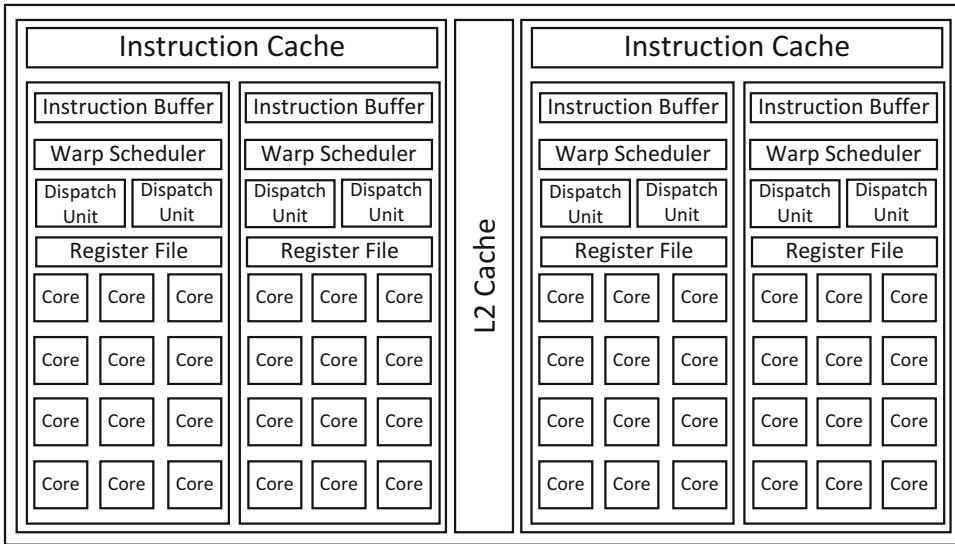 Instruction Cache
Instruction Buffer
Warp Scheduler
Dispatch
Unit
Dispatch
Unit
Register File
Core Core Core
Core Core Core
Core Core Core
Core Core Core
Instruction Buffer
Warp Scheduler
Dispatch
Unit
Dispatch
Unit
Register File
Core Core Core
Core Core Core
Core Core Core
Core Core Core
L2 Cache
Instruction Cache
Instruction Buffer
Warp Scheduler
Dispatch
Unit
Dispatch
Unit
Register File
Core Core Core
Core Core Core
Core Core Core
Core Core Core
Instruction Buffer
Warp Scheduler
Dispatch
Unit
Dispatch
Unit
Register File
Core Core Core
Core Core Core
Core Core Core
Core Core Core